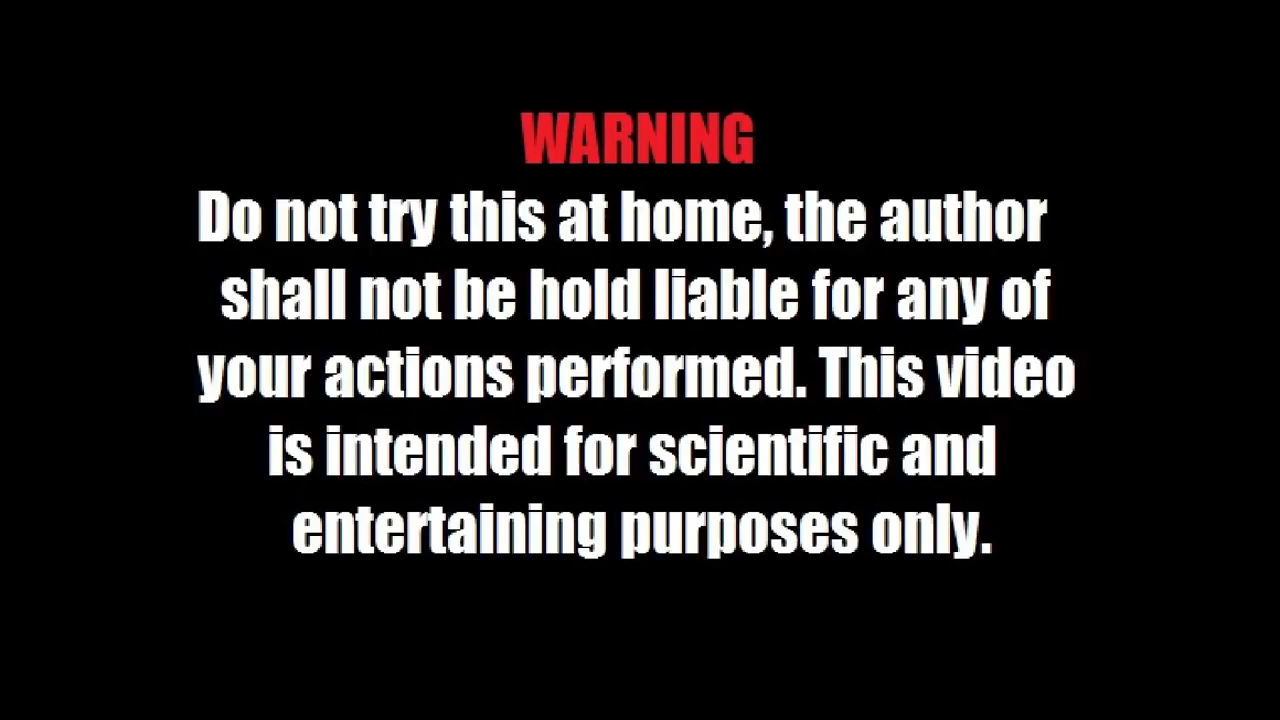 WARNING
Do not try this at home, the author
shall not be hold liable for any of
your actions performed. This video
is intended for scientific and
entertaining purposes only.